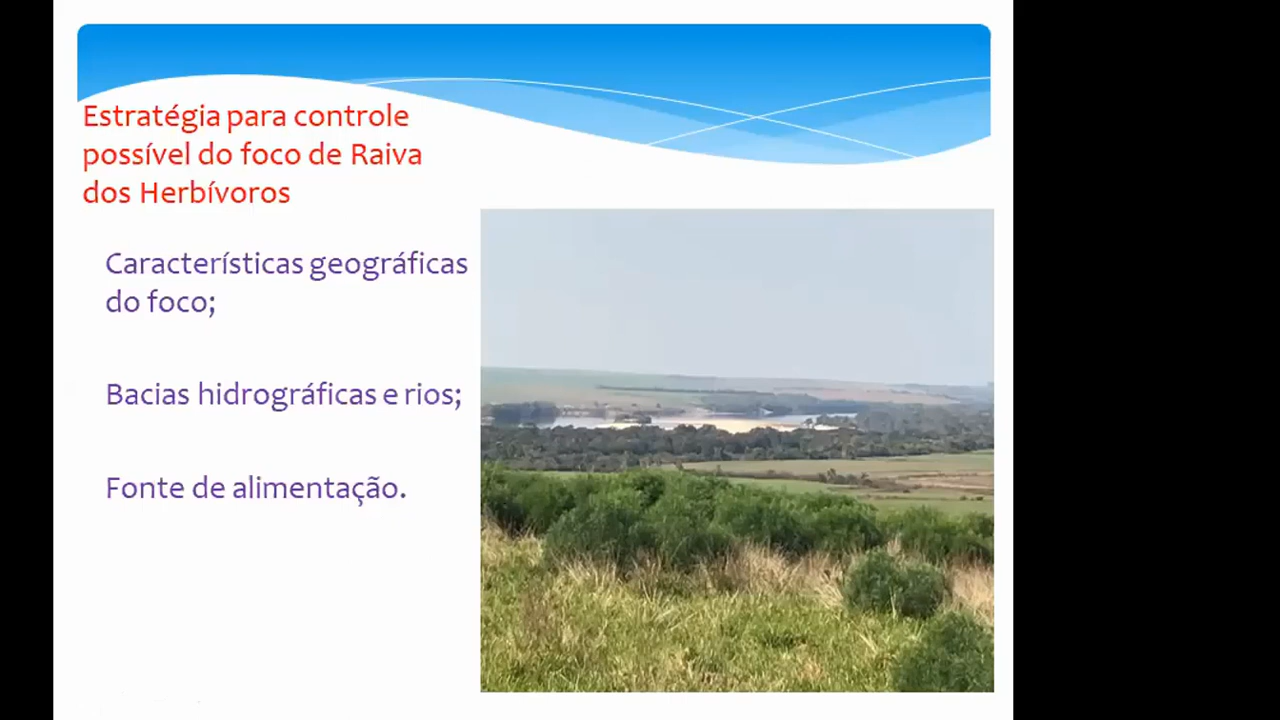 Estratégia para controle
possível do foco de Raiva
dos Herbívoros
Características geográficas
do foco;
Bacias hidrográficas e rios;
Fonte de alimentação.